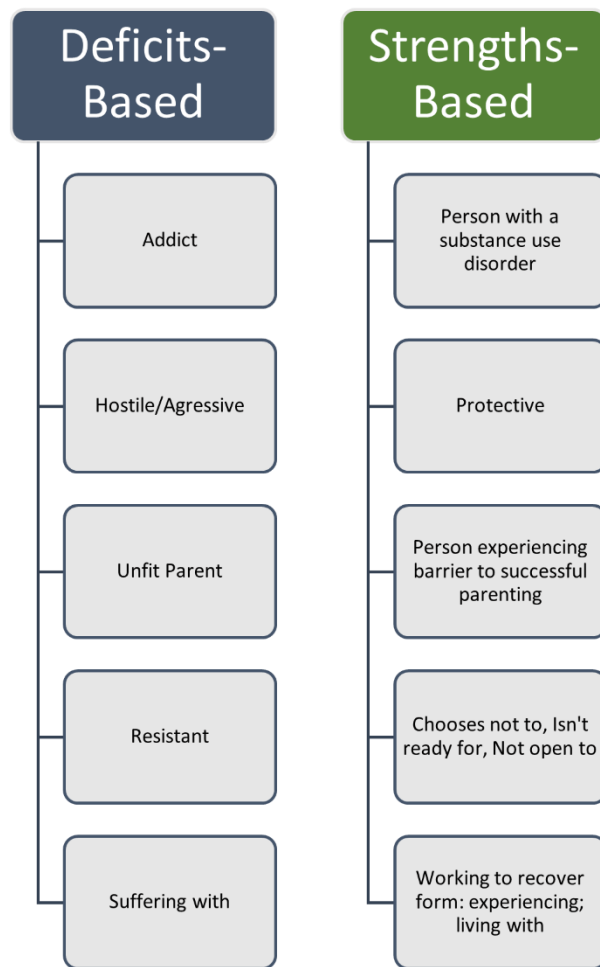 Deficits-
Based
Addict
Hostile/Agressive
Unfit Parent
Resistant
Suffering with
Strengths-
Based
Person with a
substance use
disorder
Protective
Person experiencing
barrier to successful
parenting
Chooses not to, Isn't
ready for, Not open to
Working to recover
form: experiencing;
living with